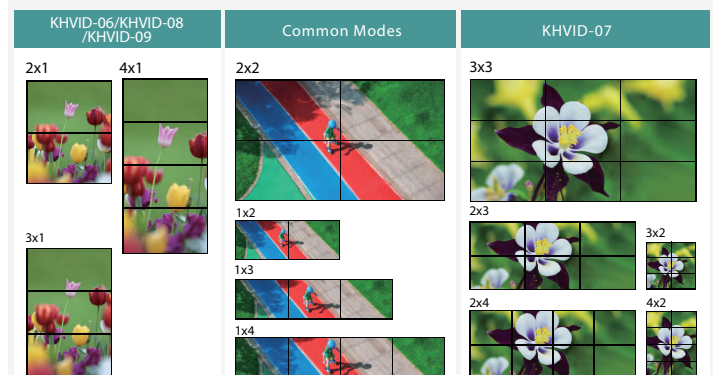 KHVID-06/KHVID-08
/KHVID-09
2x1
4x1
3x1
Common Modes
2x2
1x2
1x3
1x4
KHVID-07
3x3
2x3
3x2
2x4
4x2